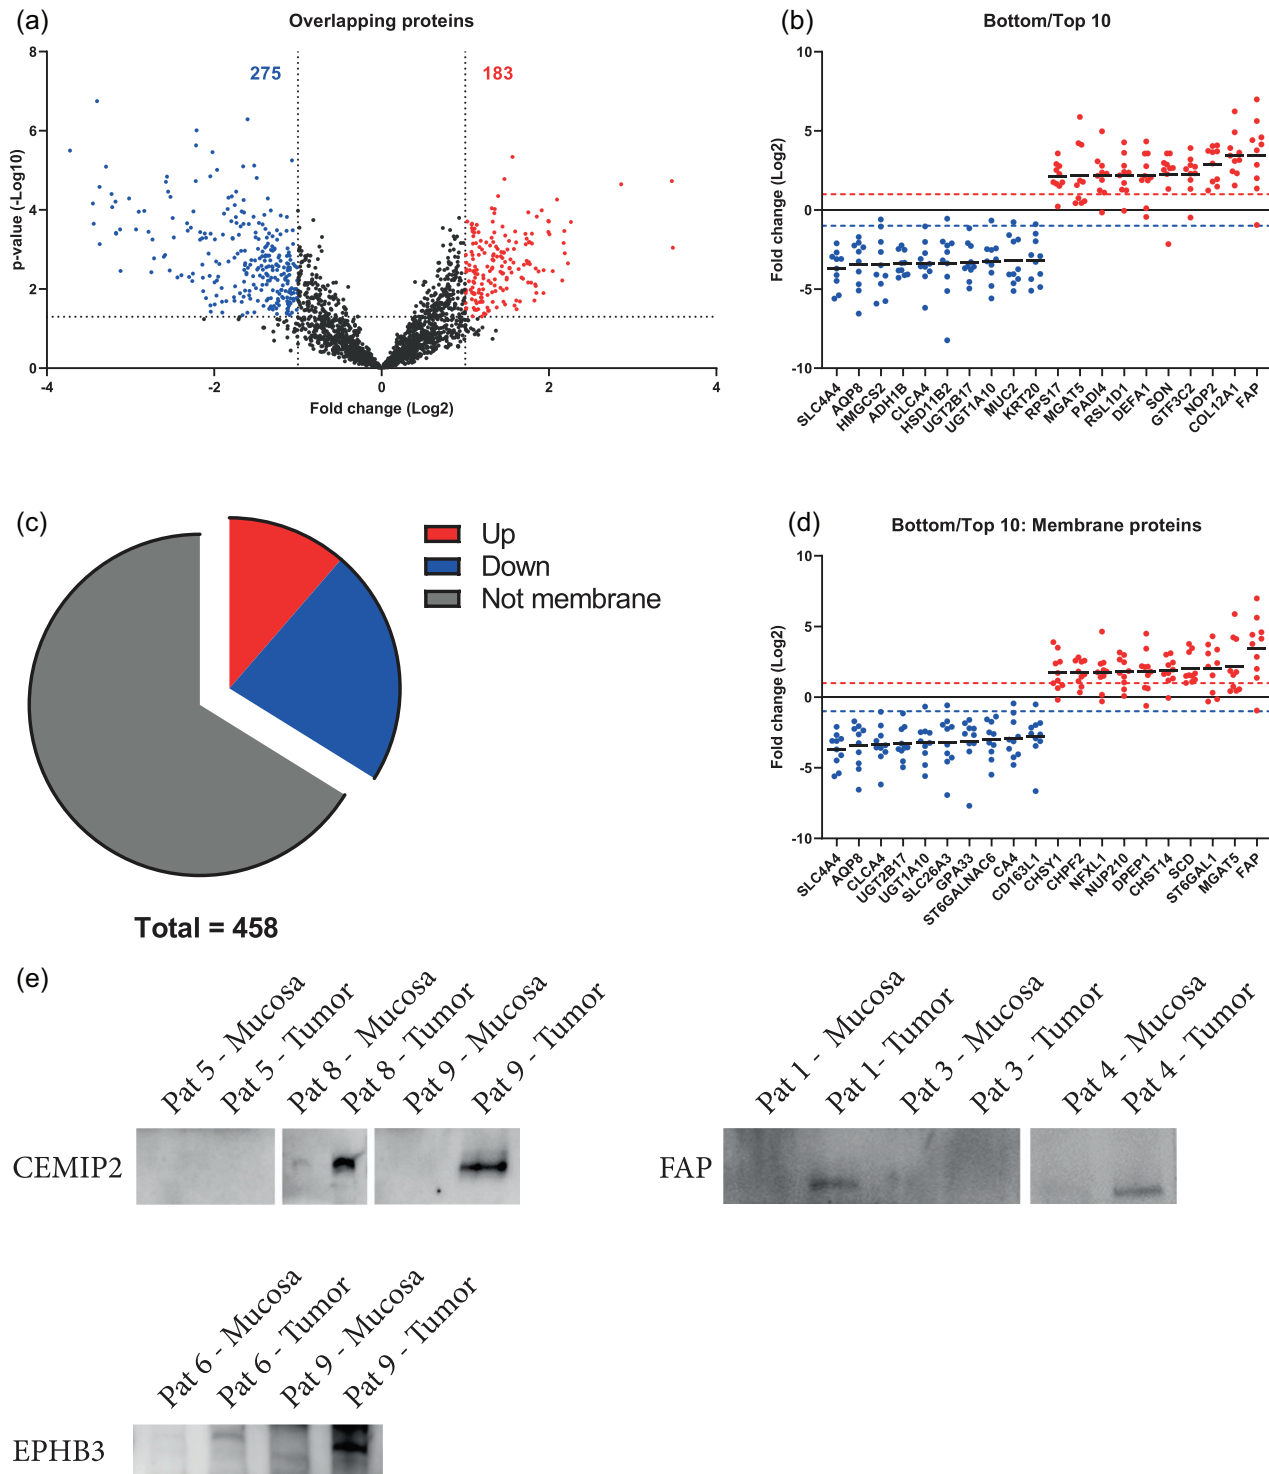 (a)
Overlapping proteins
275
183
8
6
4
2
0
p-value (-Log10)
-4
-2
0
2
4
Fold change (Log2)
(b)
Bottom/Top 10
10
5
0
-5
-10
Fold change (Log2)
SLC4A4
AQP8
HMGCS2
ADH1B
CLCA4
HSD11B2
UGT2B17
UGT1A10
MUC2
KRT20
RPS17
MGAT5
PADI4
RSL1D1
DEFA1
SON
GTF3C2
NOP2
COL12A1
FAP
(c)
Up
Down
Not membrane
Total = 458
(d)
Bottom/Top 10: Membrane proteins
10
5
0
-5
-10
Fold change (Log2)
SLC4A4
AQP8
CLCA4
UGT2B17
UGT1A10
SLC26A3
GPA33
ST6GALNAC6
CA4
CD163L1
CHSY1
CHPF2
NFXL1
NUP210
DPEP1
CHST14
SCD
ST6GAL1
MGAT5
FAP
(e)
Pat 5 - Mucosa
Pat 5 - Tumor
Pat 8 - Mucosa
Pat 8 - Tumor
Pat 9 - Mucosa
Pat 9 - Tumor
CEMIP2
Pat 1 - Mucosa
Pat 1 - Tumor
Pat 3 - Mucosa
Pat 3 - Tumor
Pat 4 - Mucosa
Pat 4 - Tumor
FAP
Pat 6 - Mucosa
Pat 6 - Tumor
Pat 9 - Mucosa
Pat 9 - Tumor
EPHB3